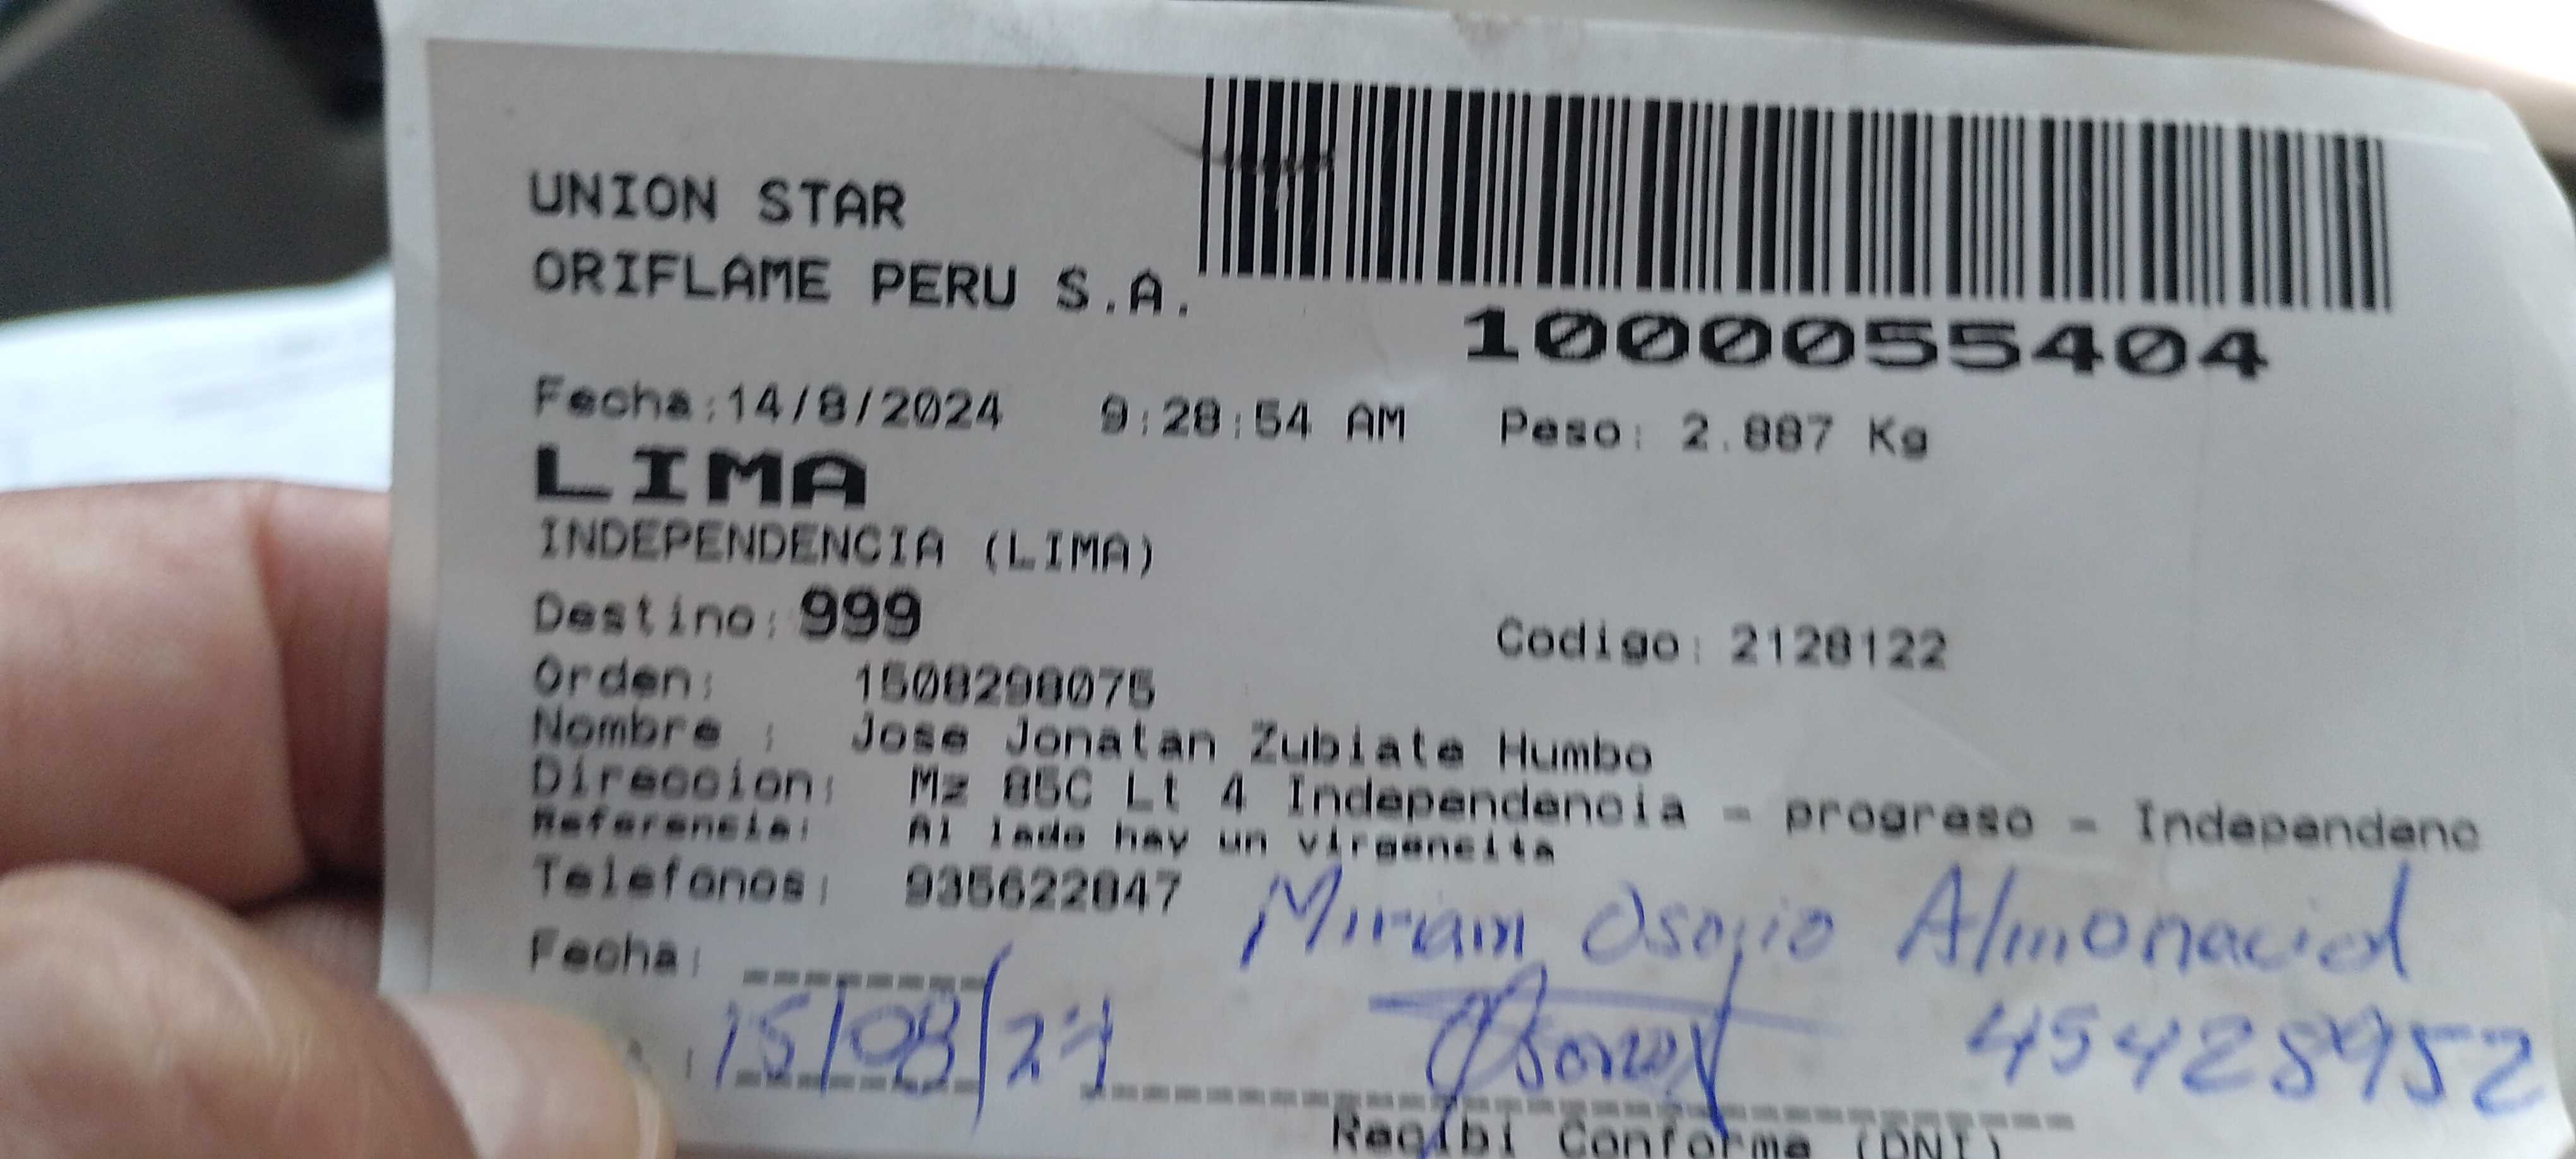 UNION STAR
ORIFLAME PERU S.A.
1000055404
Fecha:14/8/2024 9:28:54 AM Peso: 2.887 Kg
LIMA
INDEPENDENCIA (LIMA)
Destino: 999 Codigo: 2128122
Orden: 1508298075
Nombre : Jose Jonatan Zubiate Humbo
Direccion: Mz 85C Lt 4 Independencia - progreso - Independenc
Referencia: Al lado hay un virgencita
Telefonos: 935622847
Miriam Osorio Almonacid
Fecha:
15/08/24
45428952
Recibi Conforme (DNI)